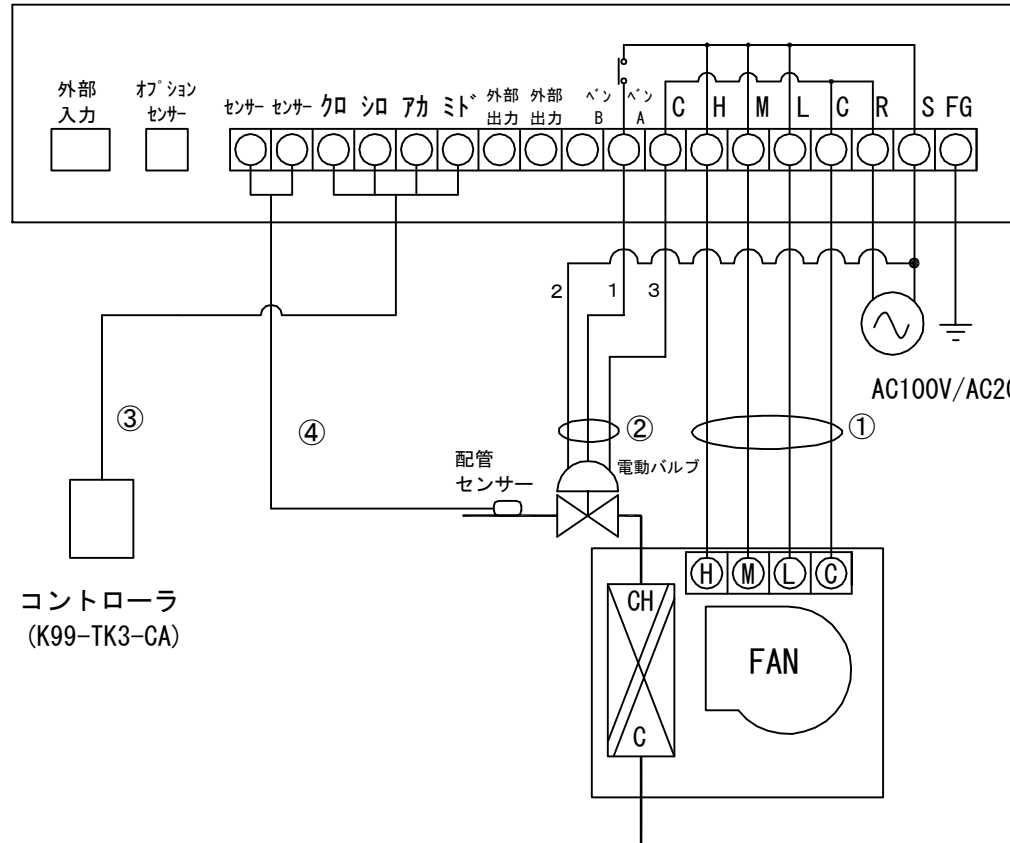 外部
入力
ｵﾌﾟｼｮﾝ
ｾﾝｻｰ
ｾﾝｻｰ ｾﾝｻｰ ｸﾛ ｼﾛ ｱｶ ﾐﾄﾞ
外部
出力
外部
出力
ﾍﾞﾝ
B
ﾍﾞﾝ
A
C H M L C R S FG
2 1 3
AC100V/AC20
③
④
②
①
配管
センサー
電動バルブ
コントローラ
(K99-TK3-CA)
H M L C
CH
C
FAN